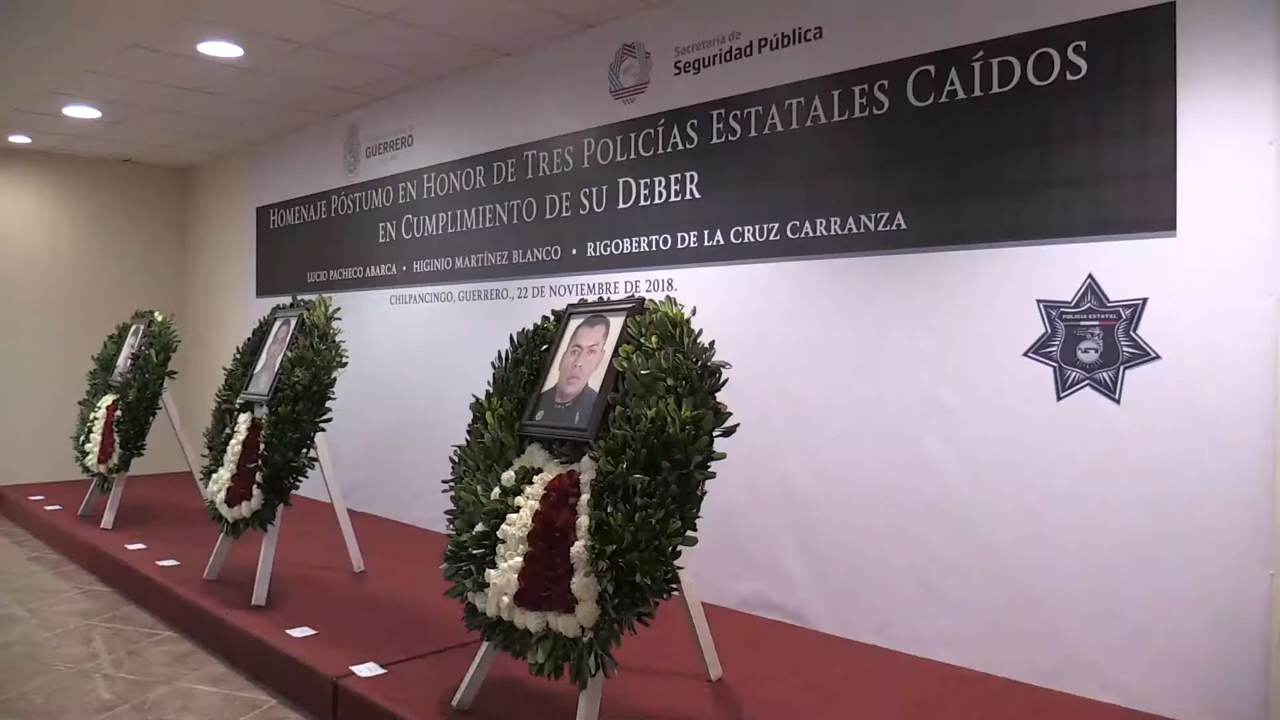 GUERRERO
Secretaría de
Seguridad Pública
HOMENAJE PÓSTUMO EN HONOR DE TRES POLICÍAS ESTATALES CAÍDOS
EN CUMPLIMIENTO DE SU DEBER
LUCIO PACHECO ABARCA • HIGINIO MARTÍNEZ BLANCO • RIGOBERTO DE LA CRUZ CARRANZA
CHILPANCINGO, GUERRERO., 22 DE NOVIEMBRE DE 2018.
POLICÍA ESTATAL